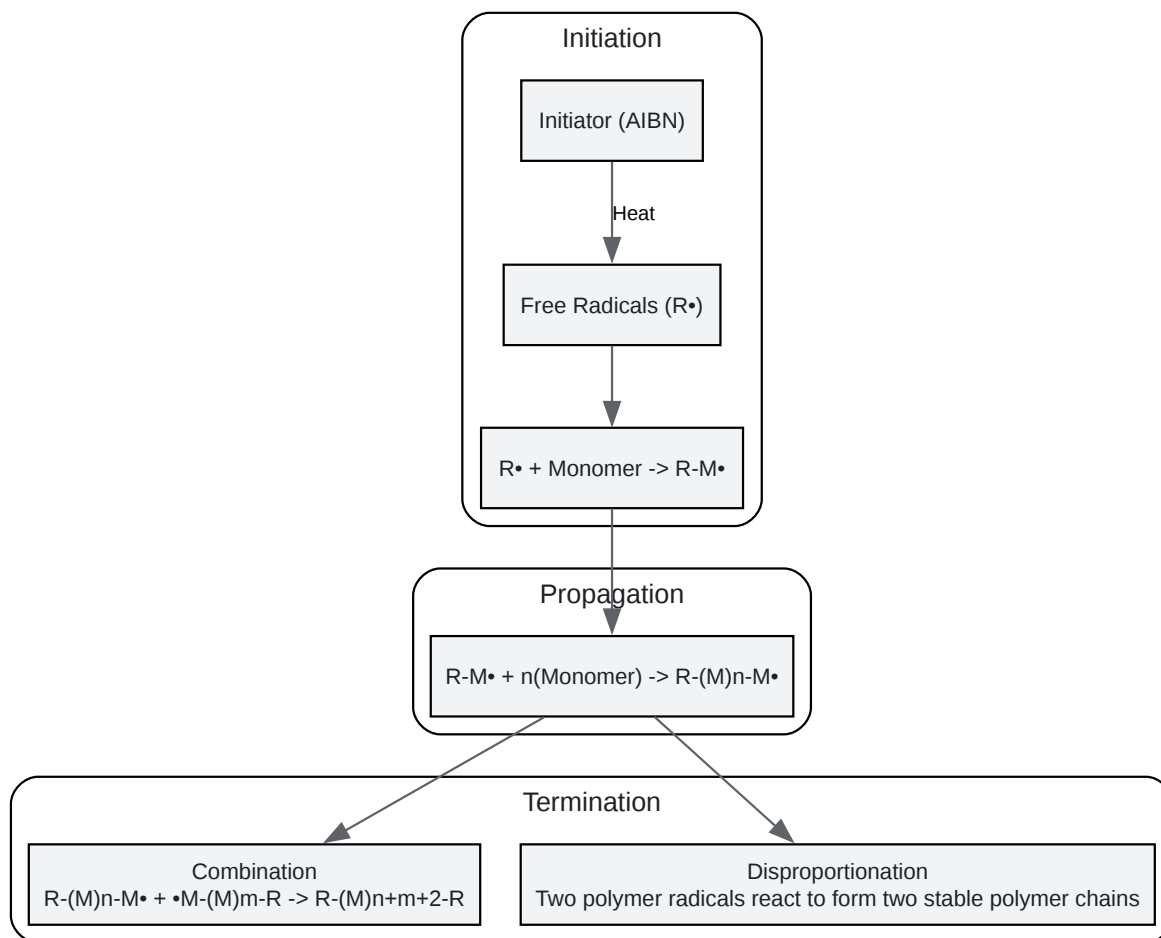 Initiation
Initiator (AIBN)
Heat
Free Radicals (R•)
R• + Monomer -> R-M•
Propagation
R-M• + n(Monomer) -> R-(M)n-M•
Termination
Combination
R-(M)n-M• + •M-(M)m-R -> R-(M)n+m+2-R
Disproportionation
Two polymer radicals react to form two stable polymer chains